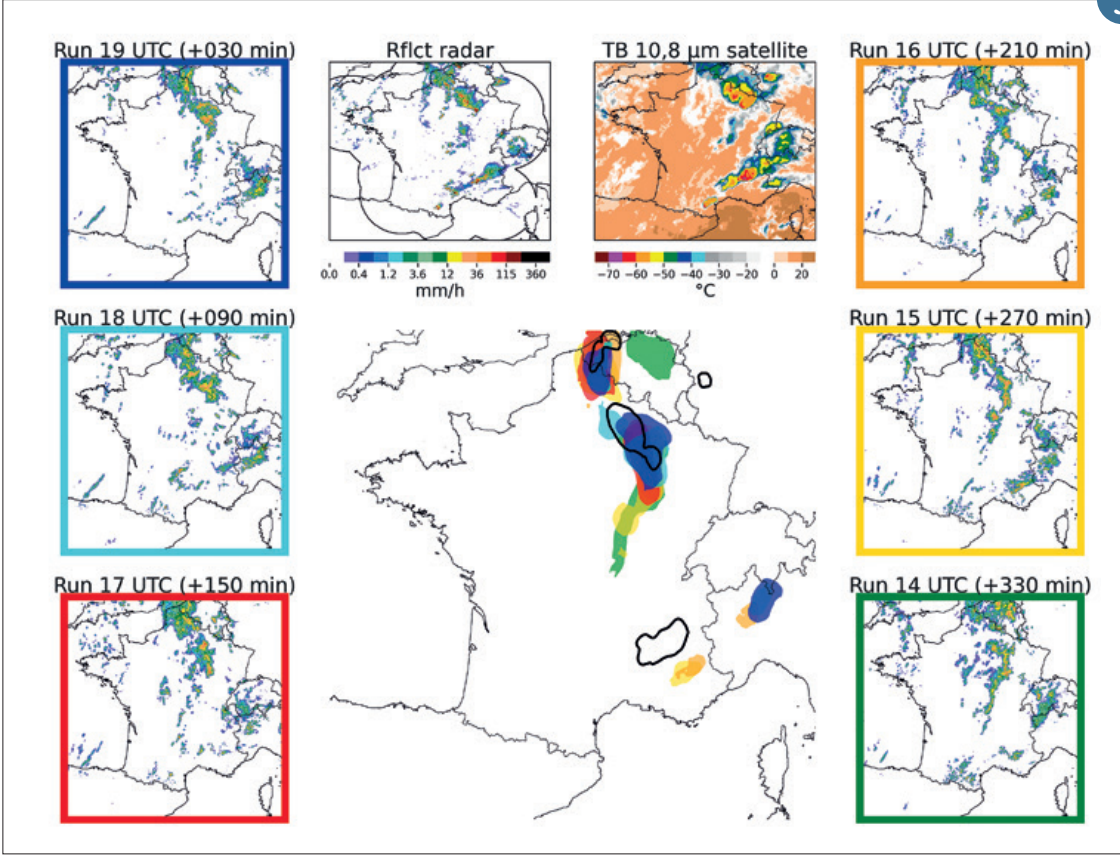 Run 19 UTC (+030 min)
Rflct radar
TB 10,8 µm satellite
Run 16 UTC (+210 min)
0.0 0.4 1.2 3.6 12 36 115 360
mm/h
−70 −60 −50 −40 −30 −20 0 20
°C
Run 18 UTC (+090 min)
Run 15 UTC (+270 min)
Run 17 UTC (+150 min)
Run 14 UTC (+330 min)